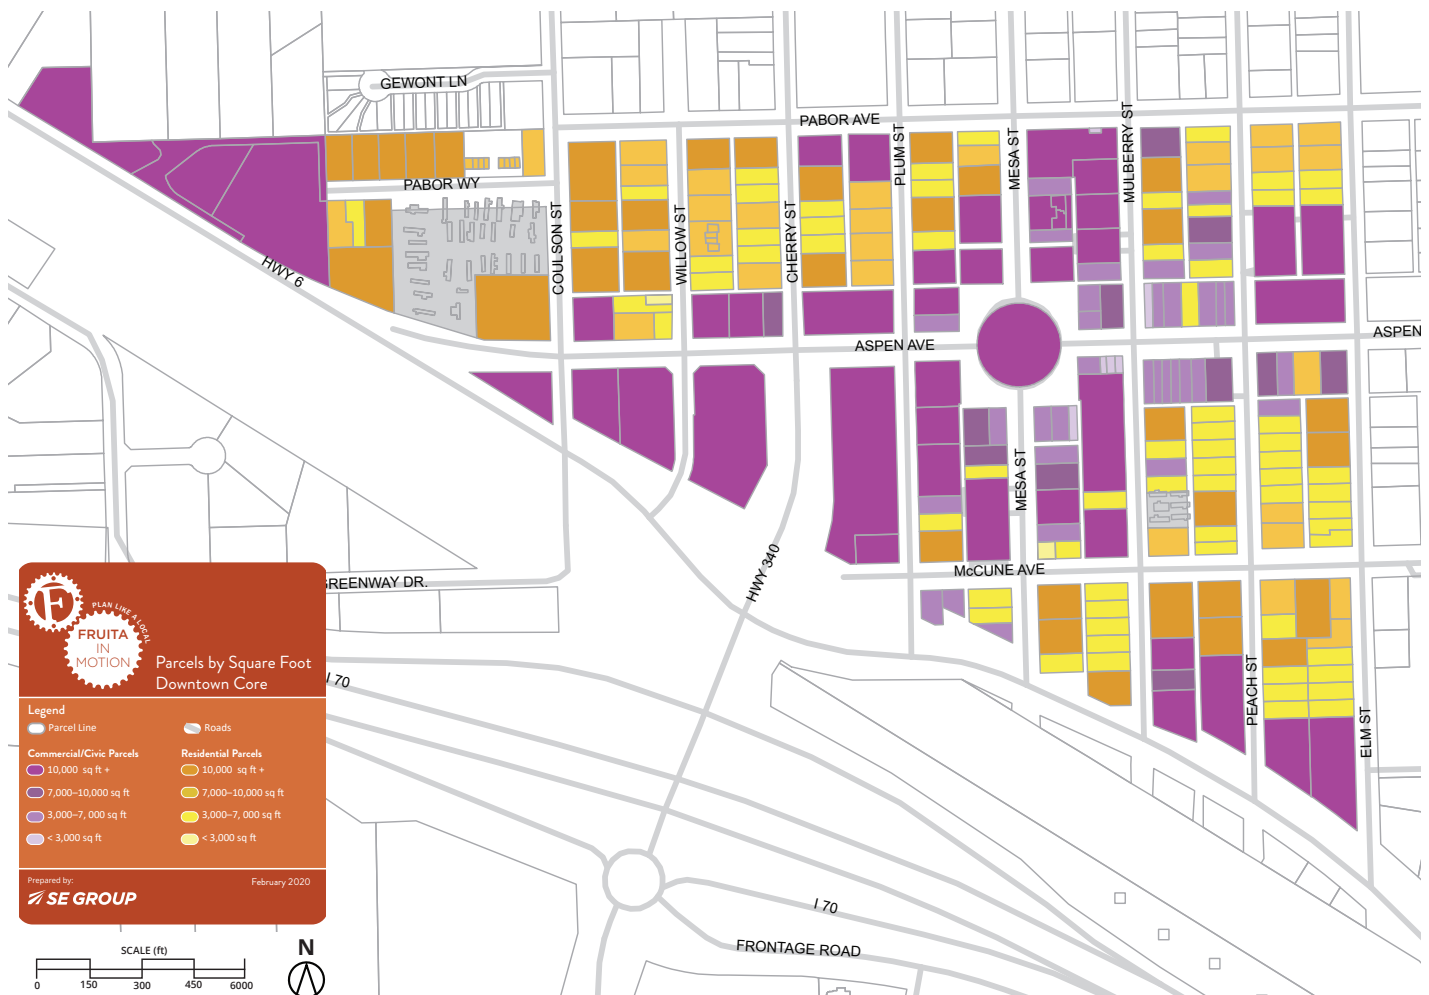 GEWONT LN
PABOR AVE
PABOR WY
HWY 6
COULSON ST
WILLOW ST
CHERRY ST
PLUM ST
MESA ST
MULBERRY ST
ASPEN AVE
ASPEN
MESA ST
HWY 340
McCUNE AVE
GREENWAY DR.
PEACH ST
ELM ST
I 70
I 70
FRONTAGE ROAD
F
PLAN LIKE A LOCAL
FRUITA
IN
MOTION
Parcels by Square Foot
Downtown Core
Legend
Parcel Line
Roads
Commercial/Civic Parcels
10,000 sq ft +
7,000–10,000 sq ft
3,000–7, 000 sq ft
< 3,000 sq ft
Residential Parcels
10,000 sq ft +
7,000–10,000 sq ft
3,000–7, 000 sq ft
< 3,000 sq ft
Prepared by:
February 2020
SE GROUP
SCALE (ft)
0 150 300 450 6000
N